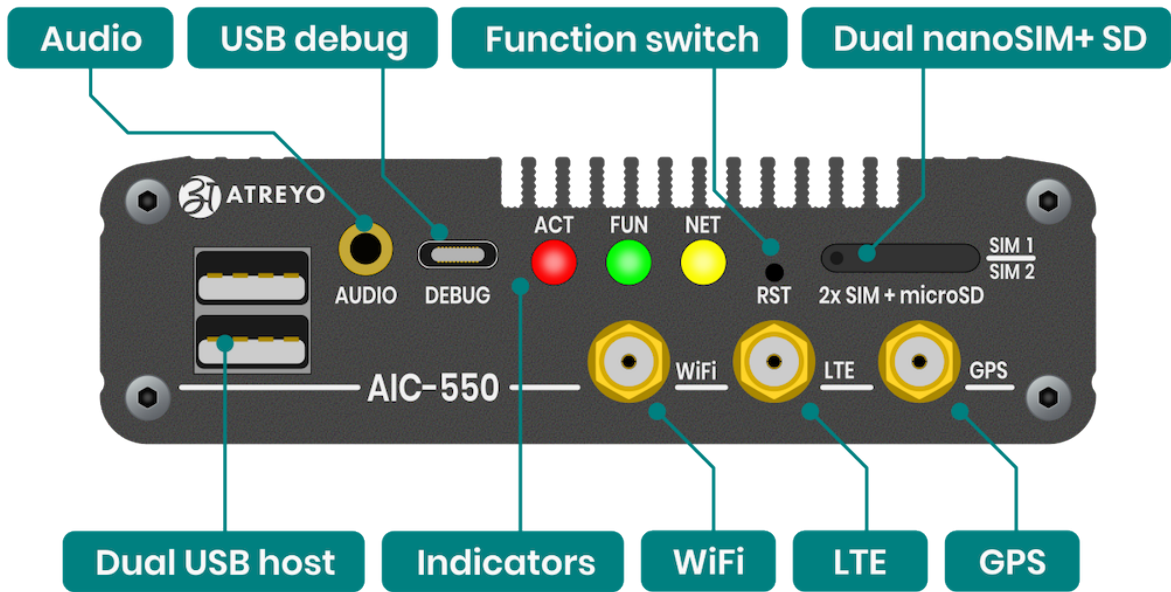 Audio
USB debug
Function switch
Dual nanoSIM+ SD
ATREYO
ACT
FUN
NET
AUDIO
DEBUG
RST
2x SIM + microSD
SIM 1
SIM 2
AIC-550
WiFi
LTE
GPS
Dual USB host
Indicators
WiFi
LTE
GPS